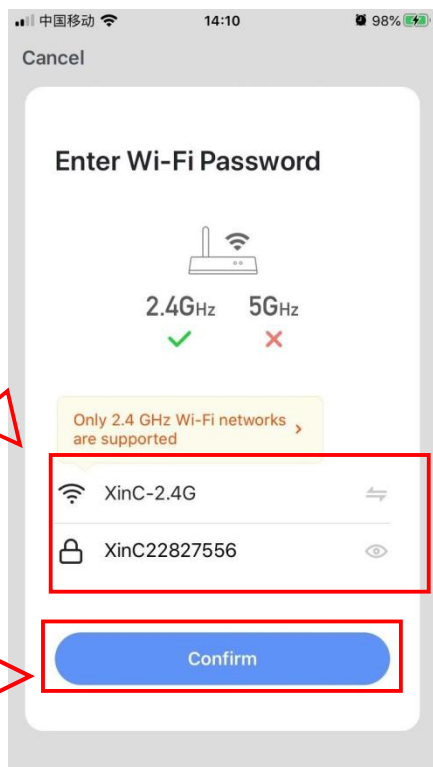 中国移动 14:10 98%
Cancel
Enter Wi-Fi Password
2.4GHz 5GHz
Only 2.4 GHz Wi-Fi networks
are supported
XinC-2.4G
XinC22827556
Confirm